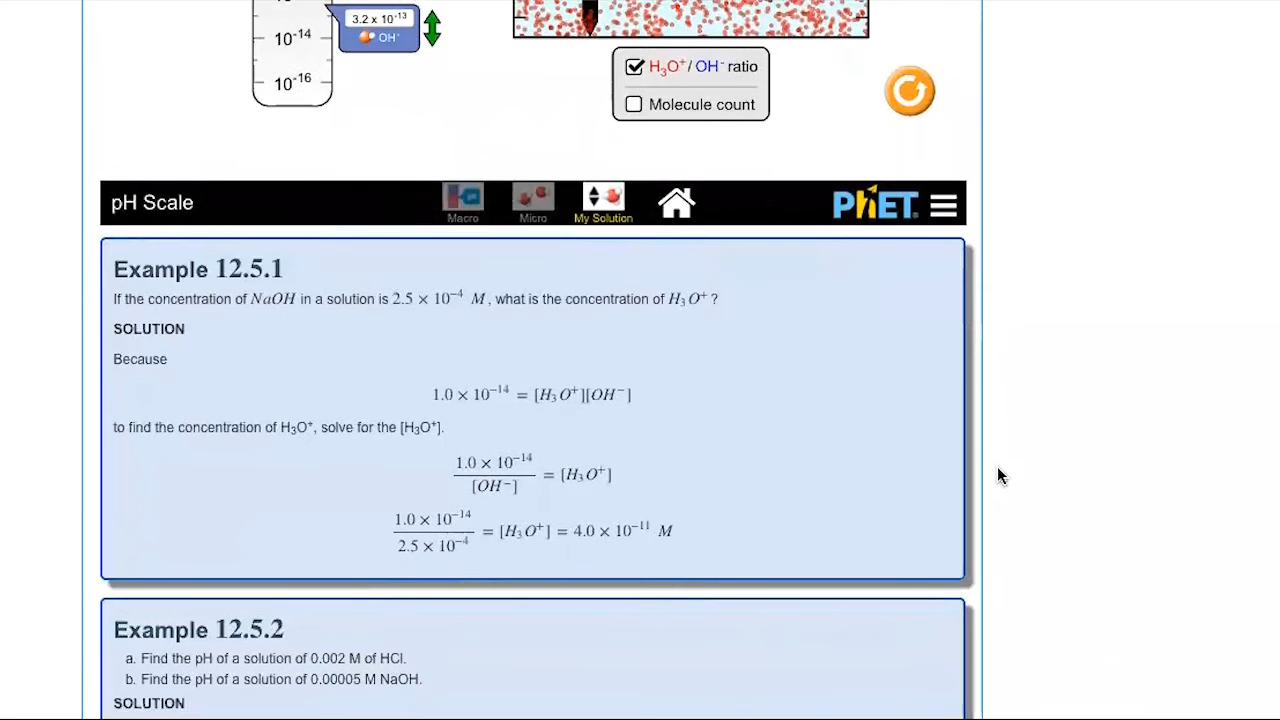 3.2 x 10⁻¹³
OH⁻
10⁻¹⁴
10⁻¹⁶
H₃O⁺/ OH⁻ ratio
Molecule count
pH Scale
Macro
Micro
My Solution
PhET
Example 12.5.1
If the concentration of NaOH in a solution is 2.5 × 10⁻⁴ M, what is the concentration of H₃O⁺?
SOLUTION
Because
1.0 × 10⁻¹⁴ = [H₃O⁺][OH⁻]
to find the concentration of H₃O⁺, solve for the [H₃O⁺].
1.0 × 10⁻¹⁴
[OH⁻]
= [H₃O⁺]
1.0 × 10⁻¹⁴
2.5 × 10⁻⁴
= [H₃O⁺] = 4.0 × 10⁻¹¹ M
Example 12.5.2
a. Find the pH of a solution of 0.002 M of HCl.
b. Find the pH of a solution of 0.00005 M NaOH.
SOLUTION